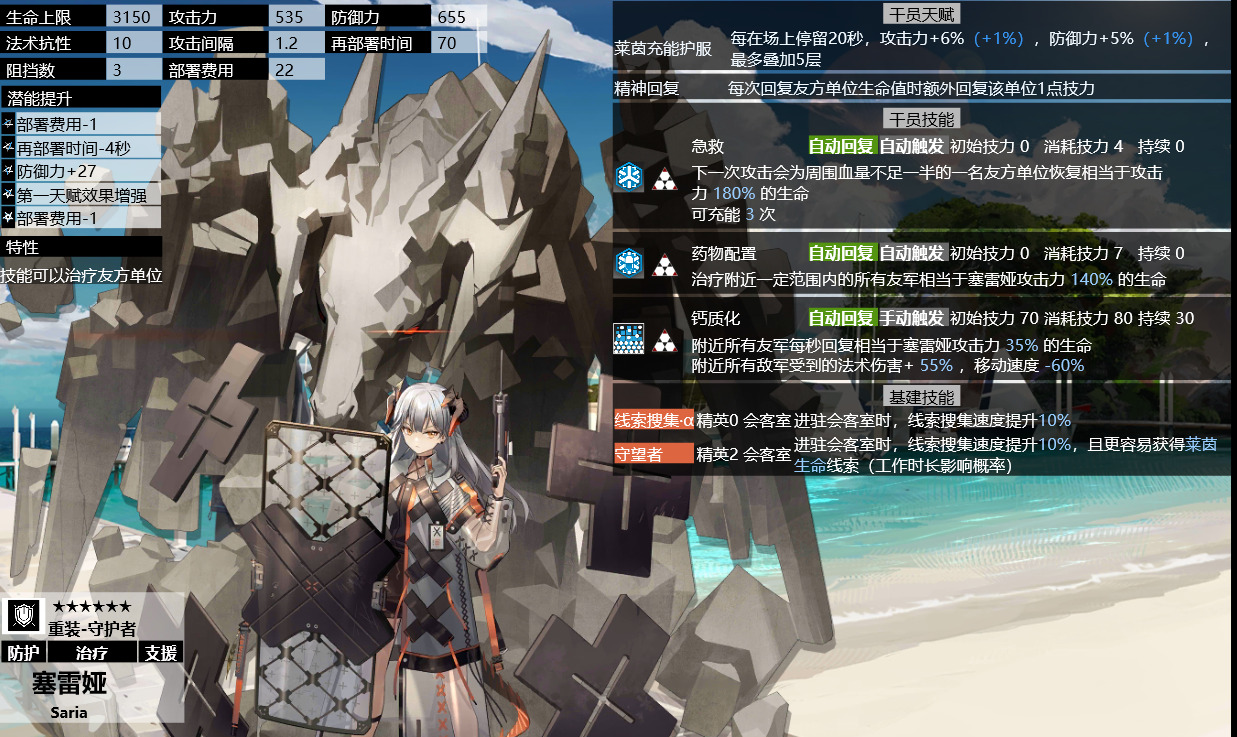 生命上限 3150 攻击力 535 防御力 655
法术抗性 10 攻击间隔 1.2 再部署时间 70
阻挡数 3 部署费用 22
潜能提升
部署费用-1
再部署时间-4秒
防御力+27
第一天赋效果增强
部署费用-1
特性
技能可以治疗友方单位
★★★★★★
重装-守护者
防护 治疗 支援
塞雷娅
Saria
干员天赋
莱茵充能护服 每在场上停留20秒，攻击力+6%（+1%），防御力+5%（+1%），
最多叠加5层
精神回复 每次回复友方单位生命值时额外回复该单位1点技力
干员技能
急救 自动回复 自动触发 初始技力 0 消耗技力 4 持续 0
下一次攻击会为周围血量不足一半的一名友方单位恢复相当于攻击
力 180% 的生命
可充能 3 次
药物配置 自动回复 自动触发 初始技力 0 消耗技力 7 持续 0
治疗附近一定范围内的所有友军相当于塞雷娅攻击力 140% 的生命
钙质化 自动回复 手动触发 初始技力 70 消耗技力 80 持续 30
附近所有友军每秒回复相当于塞雷娅攻击力 35% 的生命
附近所有敌军受到的法术伤害+ 55% ，移动速度 -60%
基建技能
线索搜集·α 精英0 会客室 进驻会客室时，线索搜集速度提升10%
守望者 精英2 会客室 进驻会客室时，线索搜集速度提升10%，且更容易获得莱茵
生命线索（工作时长影响概率）